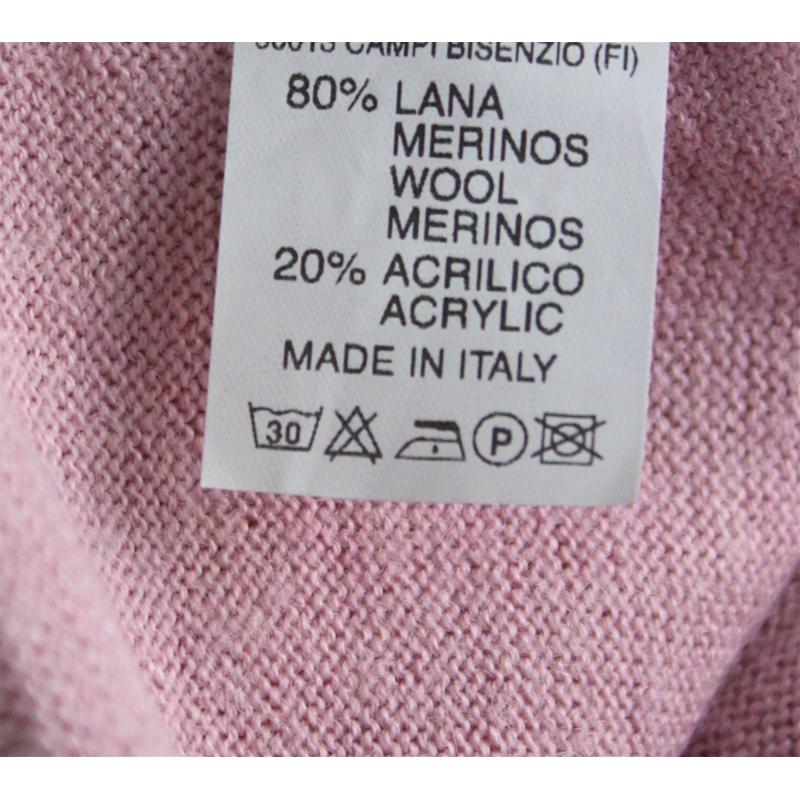 CAMPI BISENZIO (FI)
80% LANA
MERINOS
WOOL
MERINOS
20% ACRILICO
ACRYLIC
MADE IN ITALY
30 P